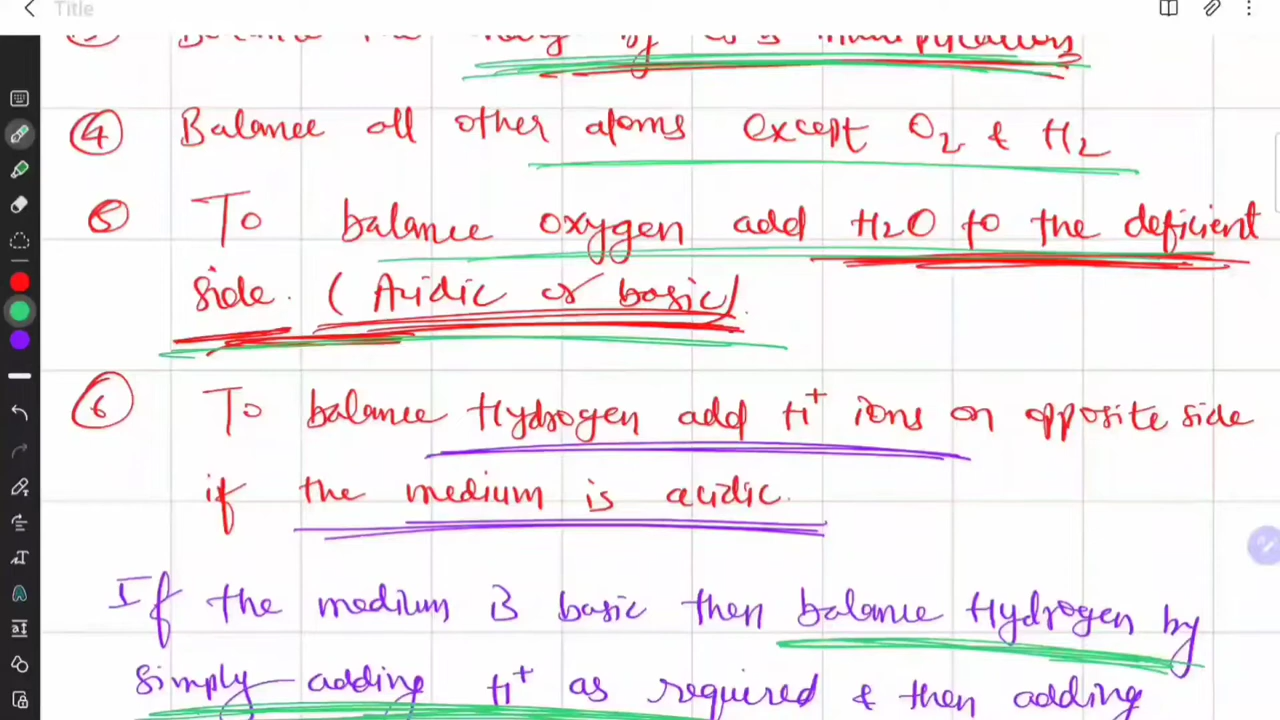 Title
④ Balance all other atoms except O2 & H2
⑤ To balance oxygen add H2O to the deficient
side. (Acidic or basic).
⑥ To balance Hydrogen add H+ ions on opposite side
if the medium is acidic.
If the medium is basic then balance Hydrogen by
simply adding H+ as required & then adding